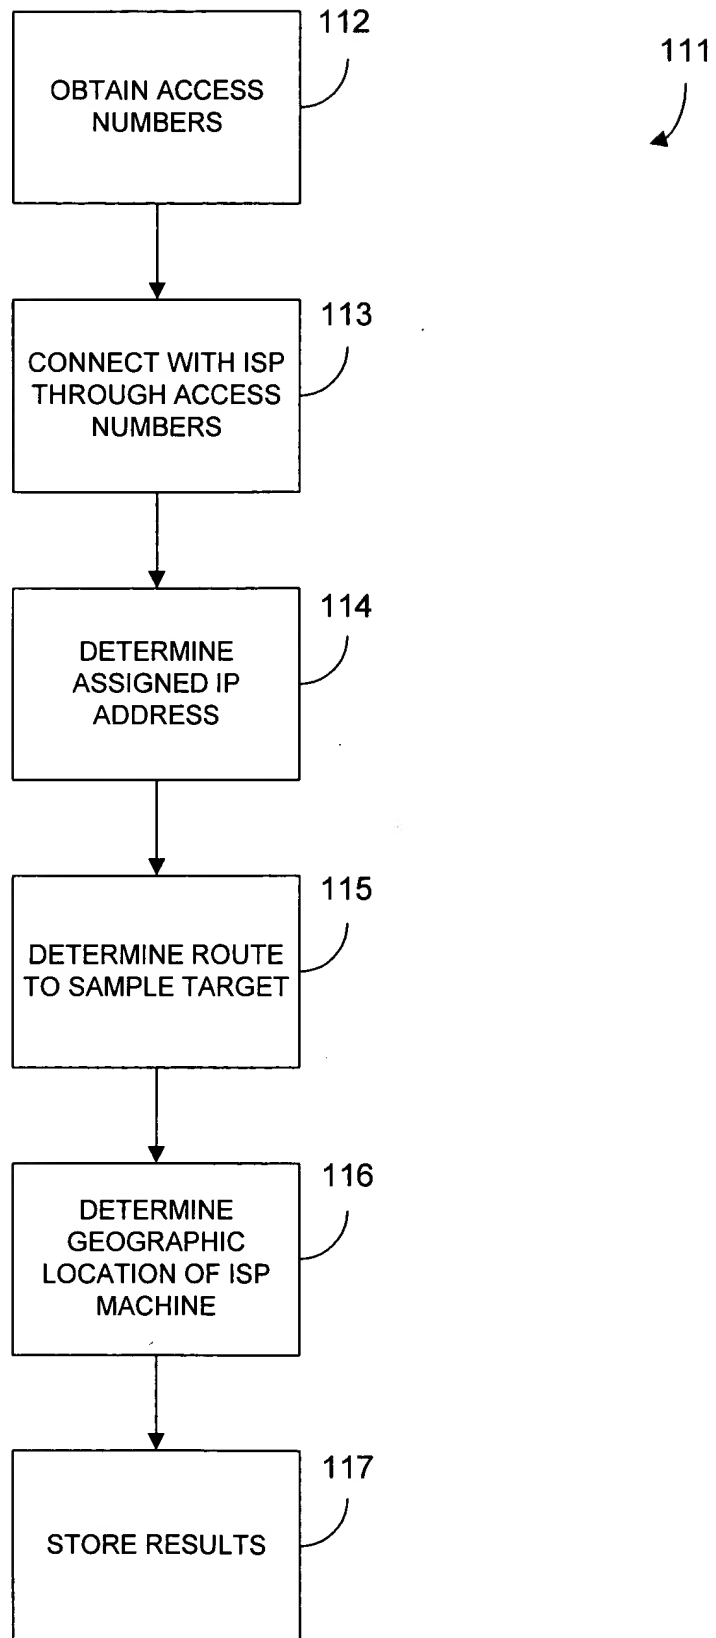 112
111
OBTAIN ACCESS
NUMBERS
113
CONNECT WITH ISP
THROUGH ACCESS
NUMBERS
114
DETERMINE
ASSIGNED IP
ADDRESS
115
DETERMINE ROUTE
TO SAMPLE TARGET
116
DETERMINE
GEOGRAPHIC
LOCATION OF ISP
MACHINE
117
STORE RESULTS